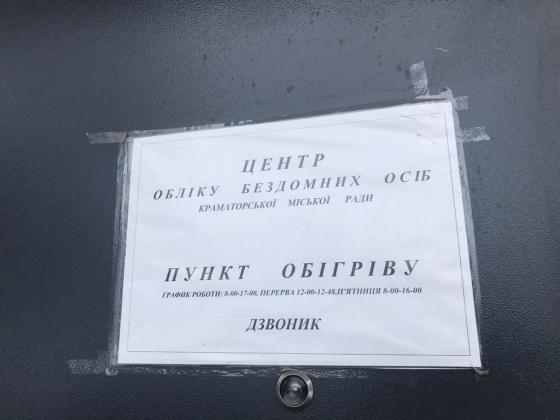 ЦЕНТР
ОБЛІКУ БЕЗДОМНИХ ОСІБ
КРАМАТОРСЬКОЇ МІСЬКОЇ РАДИ
ПУНКТ ОБІГРІВУ
ГРАФІК РОБОТИ: 8-00-17-00, ПЕРЕРВА 12-00-12-48,П'ЯТНИЦЯ 8-00-16-00
ДЗВОНИК